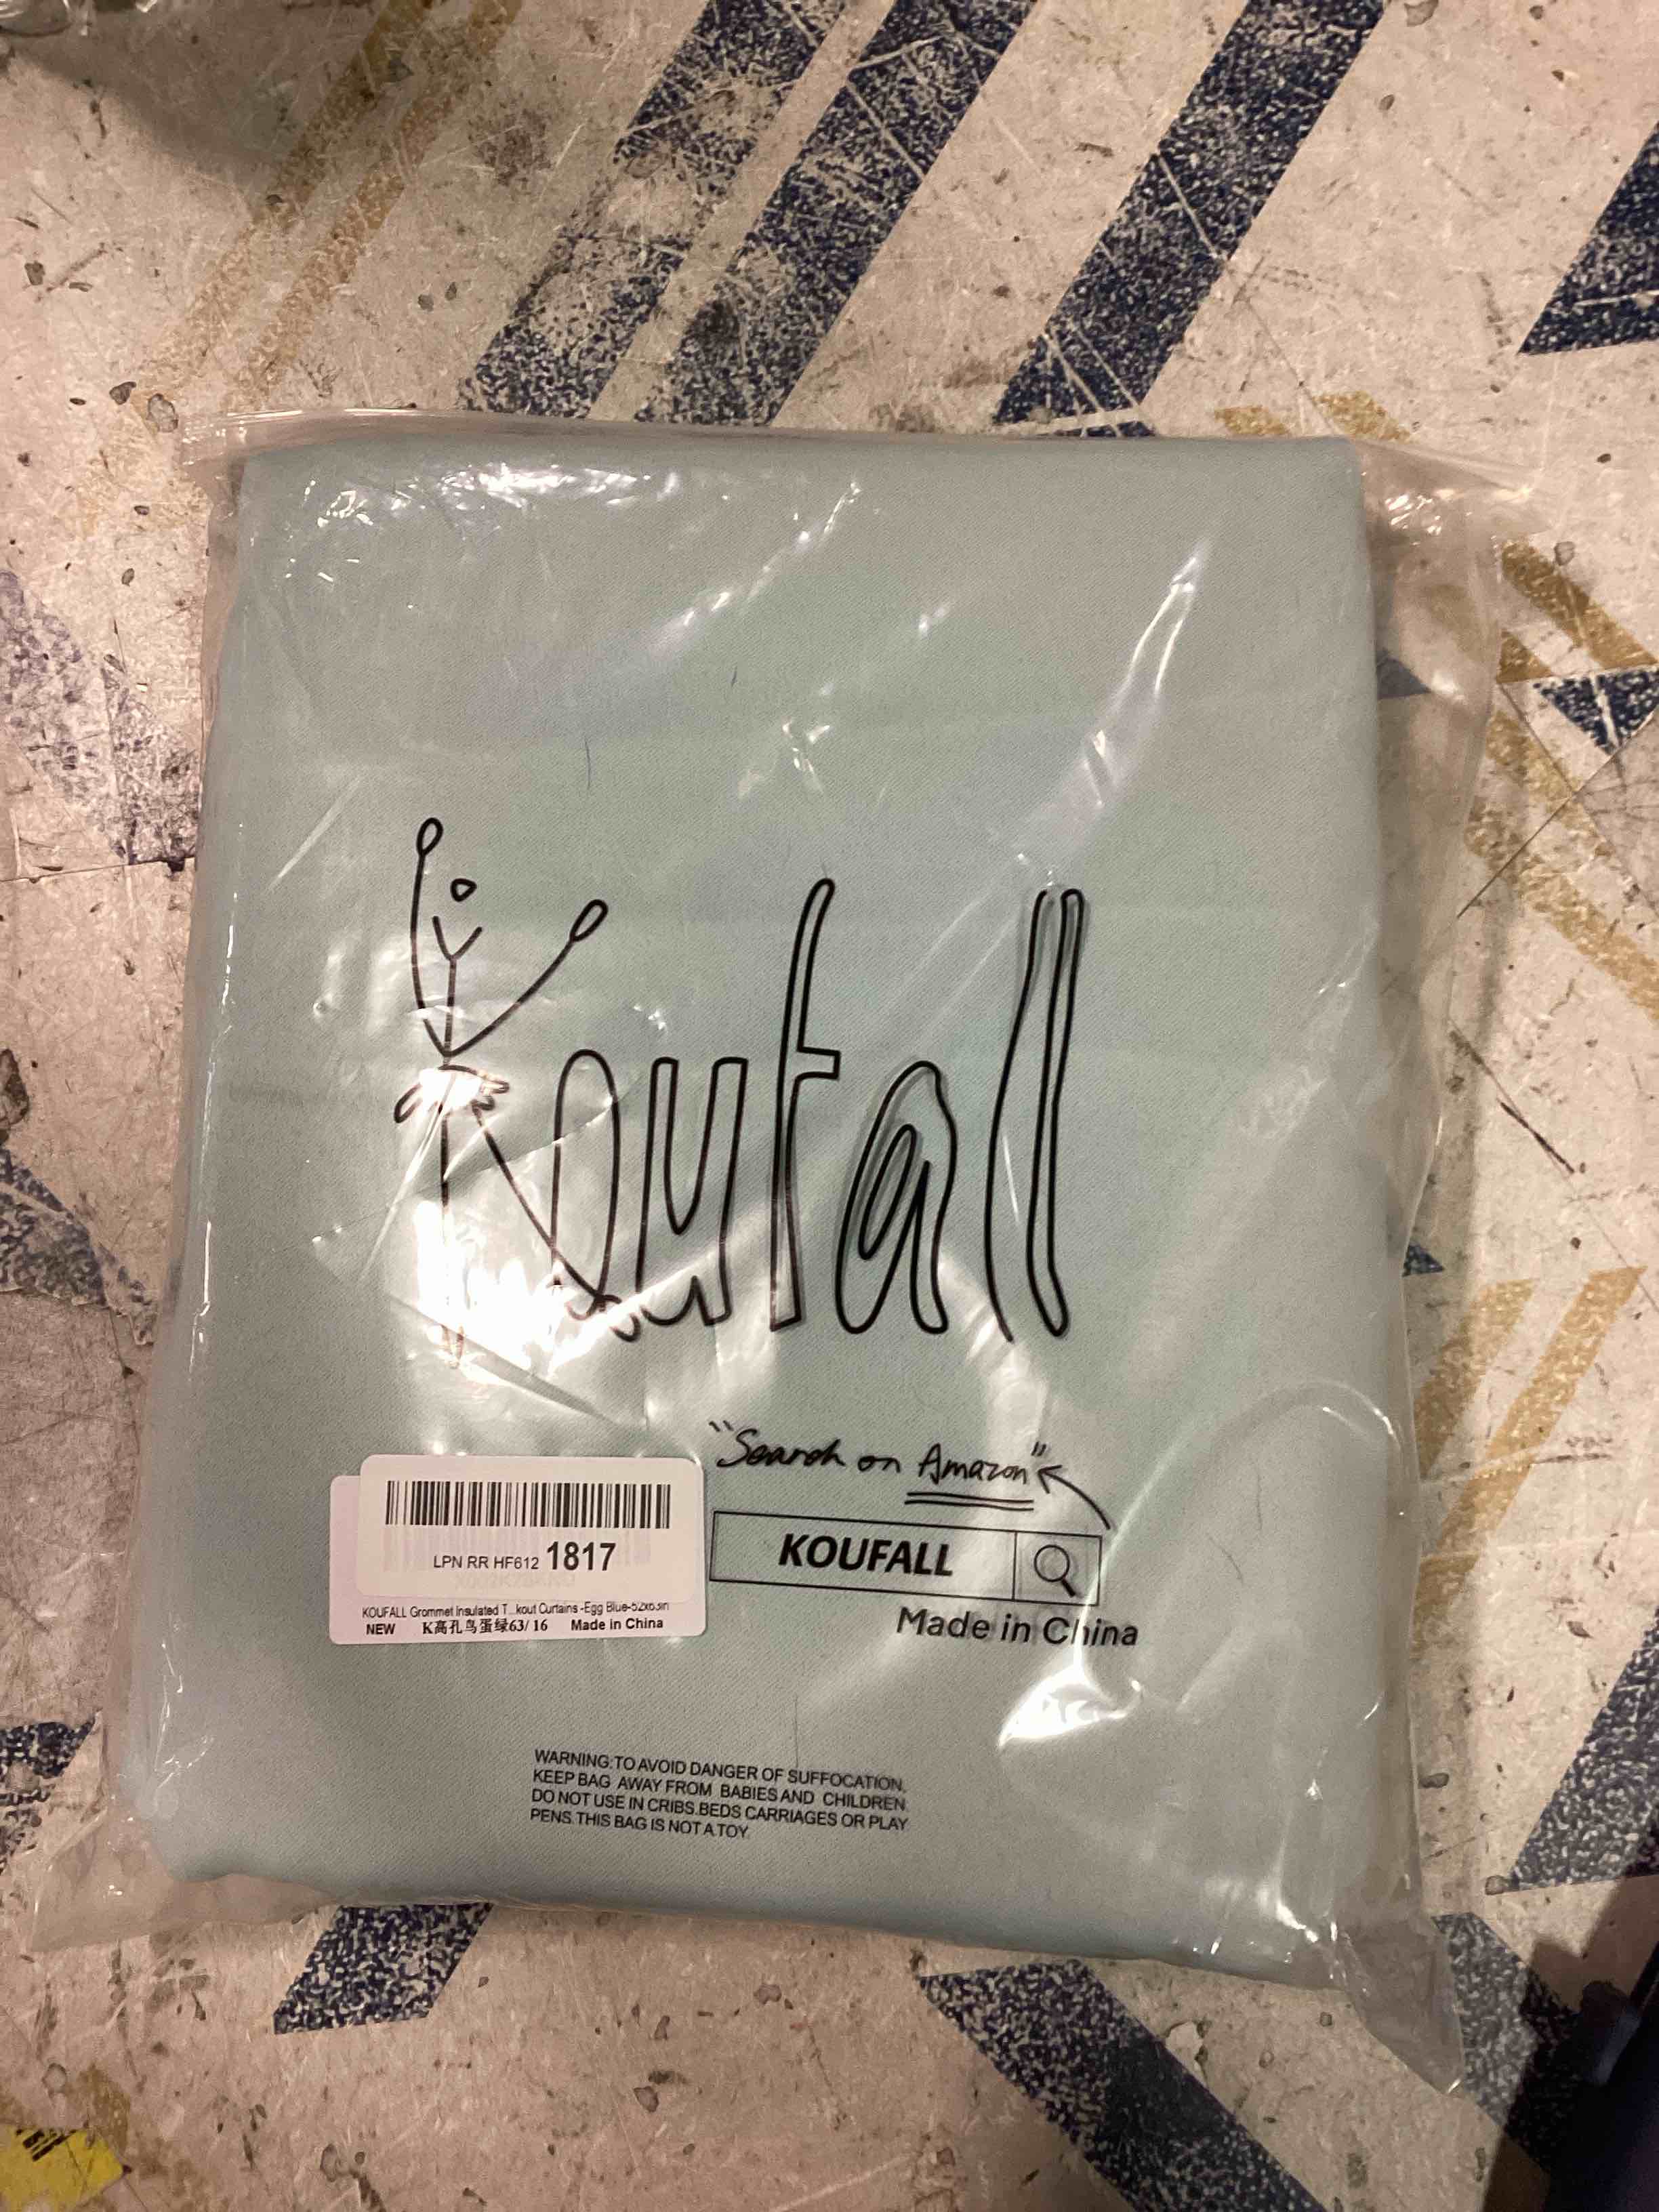 Koufall
"Search on Amazon"
KOUFALL
Made in China
LPN RR HF612 1817
KOUFALL Grommet Insulated T...kout Curtains -Egg Blue-52x63in
NEW K高孔鸟蛋绿63/16 Made in China
WARNING:TO AVOID DANGER OF SUFFOCATION,
KEEP BAG AWAY FROM BABIES AND CHILDREN.
DO NOT USE IN CRIBS.BEDS CARRIAGES OR PLAY
PENS.THIS BAG IS NOT A TOY.